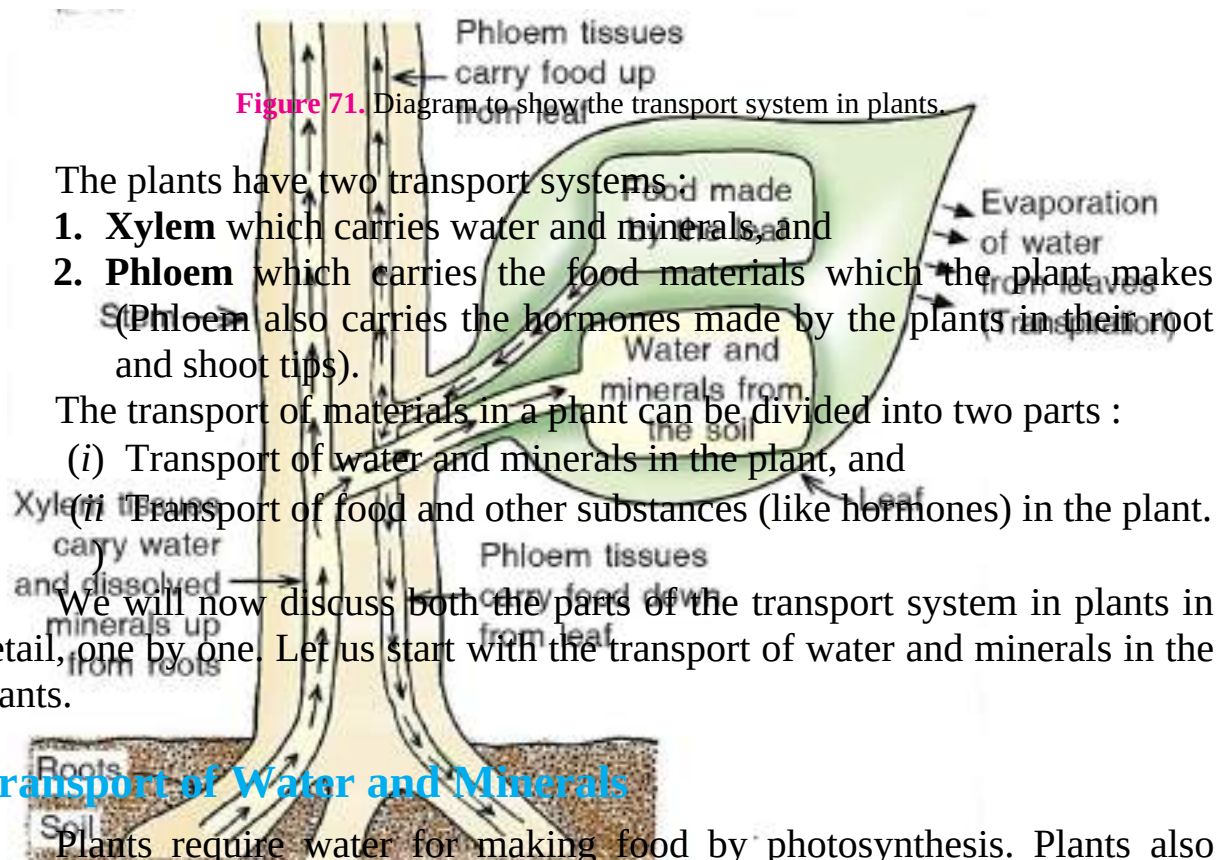 Phloem tissues
carry food up
from leaf
Figure 71. Diagram to show the transport system in plants.
The plants have two transport systems :
1. Xylem which carries water and minerals, and
2. Phloem which carries the food materials which the plant makes
(Phloem also carries the hormones made by the plants in their root
and shoot tips).
The transport of materials in a plant can be divided into two parts :
(i) Transport of water and minerals in the plant, and
(ii Transport of food and other substances (like hormones) in the plant.
)
We will now discuss both the parts of the transport system in plants in
etail, one by one. Let us start with the transport of water and minerals in the
ants.
ransport of Water and Minerals
Plants require water for making food by photosynthesis. Plants also
Food made
by the leaf
Evaporation
of water
from leaves
(Transpiration)
Stem
Water and
minerals from
the soil
Leaf
Xylem tissues
carry water
and dissolved
minerals up
from roots
Phloem tissues
carry food down
from leaf
Roots
Soil